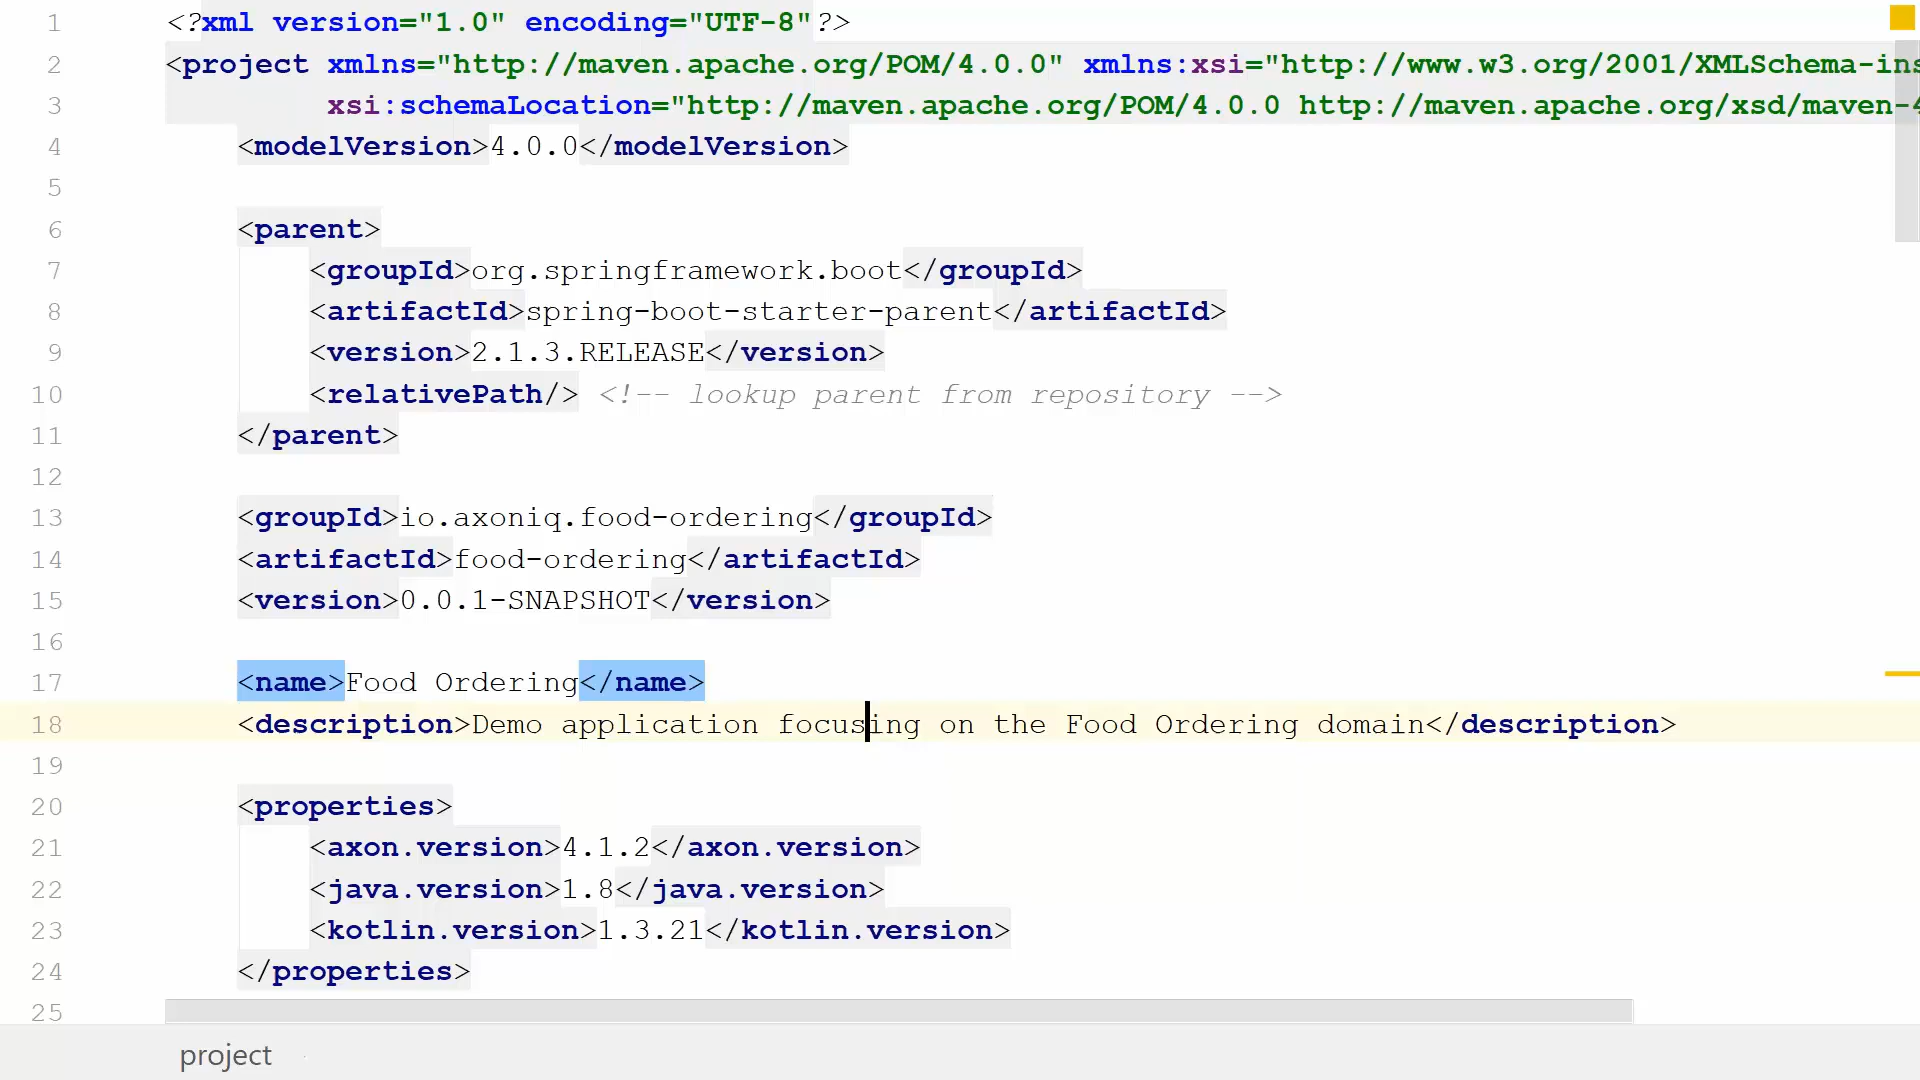 1 <?xml version="1.0" encoding="UTF-8"?>
2 <project xmlns="http://maven.apache.org/POM/4.0.0" xmlns:xsi="http://www.w3.org/2001/XMLSchema-ins
3 xsi:schemaLocation="http://maven.apache.org/POM/4.0.0 http://maven.apache.org/xsd/maven-4
4 <modelVersion>4.0.0</modelVersion>
5
6 <parent>
7 <groupId>org.springframework.boot</groupId>
8 <artifactId>spring-boot-starter-parent</artifactId>
9 <version>2.1.3.RELEASE</version>
10 <relativePath/> <!-- lookup parent from repository -->
11 </parent>
12
13 <groupId>io.axoniq.food-ordering</groupId>
14 <artifactId>food-ordering</artifactId>
15 <version>0.0.1-SNAPSHOT</version>
16
17 <name>Food Ordering</name>
18 <description>Demo application focusing on the Food Ordering domain</description>
19
20 <properties>
21 <axon.version>4.1.2</axon.version>
22 <java.version>1.8</java.version>
23 <kotlin.version>1.3.21</kotlin.version>
24 </properties>
25
project